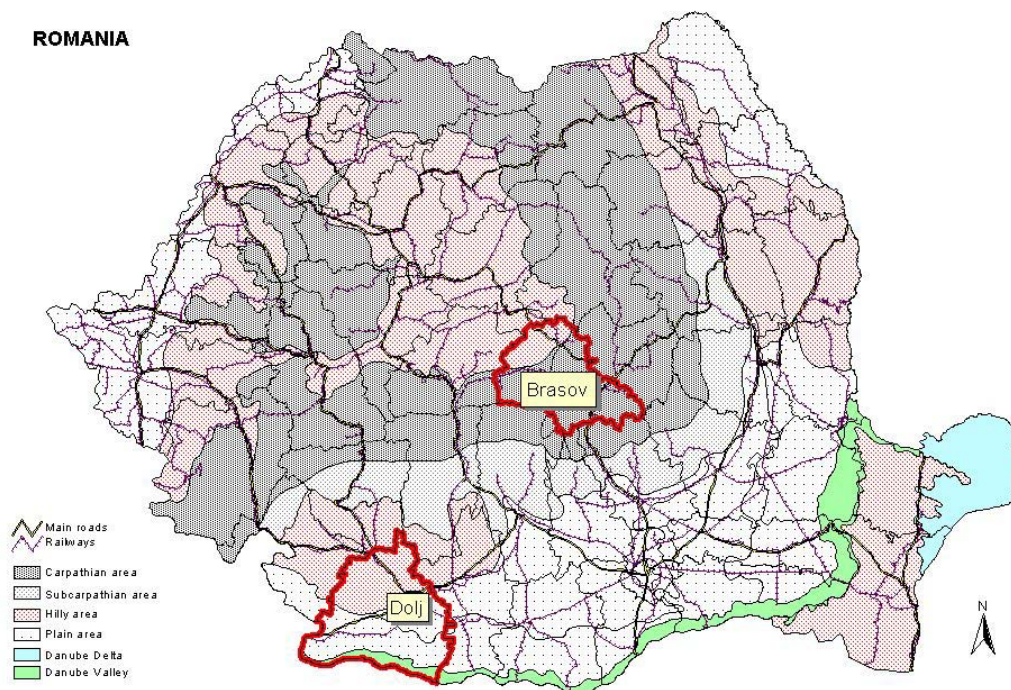 ROMANIA
Brasov
Dolj
Main roads
Railways
Carpathian area
Subcarpathian area
Hilly area
Plain area
Danube Delta
Danube Valley
N